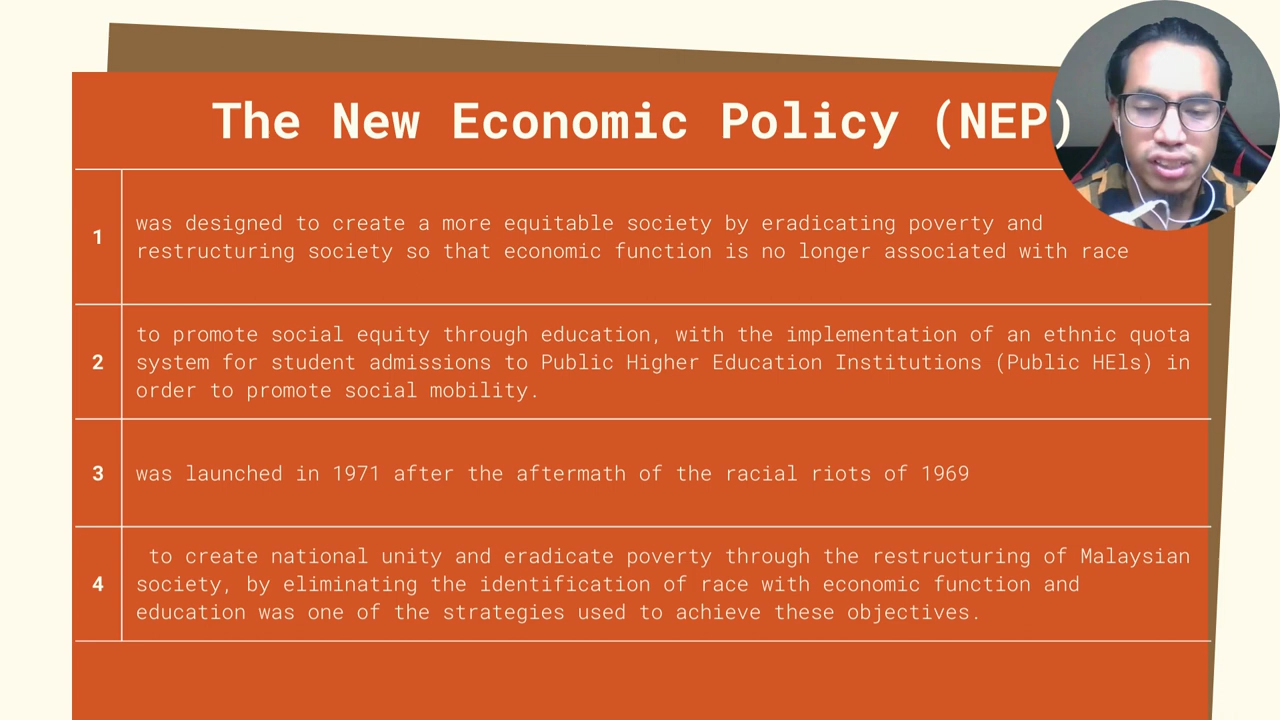 The New Economic Policy (NEP)
1
was designed to create a more equitable society by eradicating poverty and
restructuring society so that economic function is no longer associated with race
2
to promote social equity through education, with the implementation of an ethnic quota
system for student admissions to Public Higher Education Institutions (Public HEls) in
order to promote social mobility.
3
was launched in 1971 after the aftermath of the racial riots of 1969
4
to create national unity and eradicate poverty through the restructuring of Malaysian
society, by eliminating the identification of race with economic function and
education was one of the strategies used to achieve these objectives.